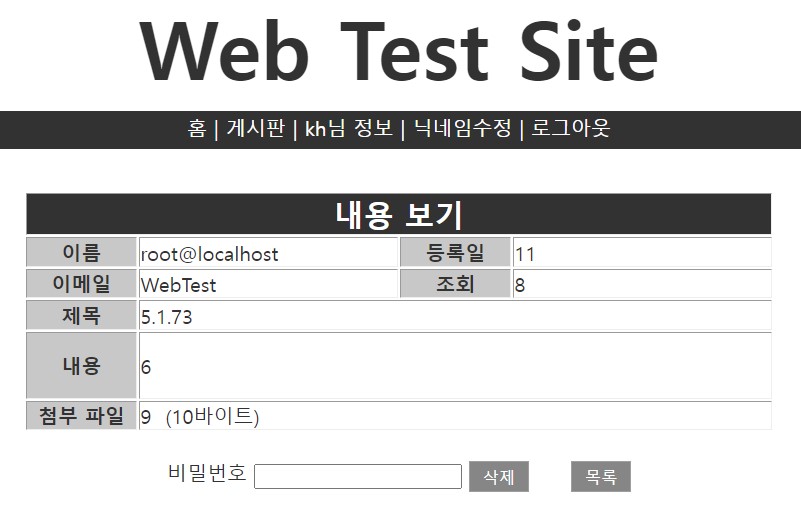 Web Test Site
홈 | 게시판 | kh님 정보 | 닉네임수정 | 로그아웃
내용 보기
이름 root@localhost 등록일 11
이메일 WebTest 조회 8
제목 5.1.73
내용 6
첨부 파일 9 (10바이트)
비밀번호 삭제 목록